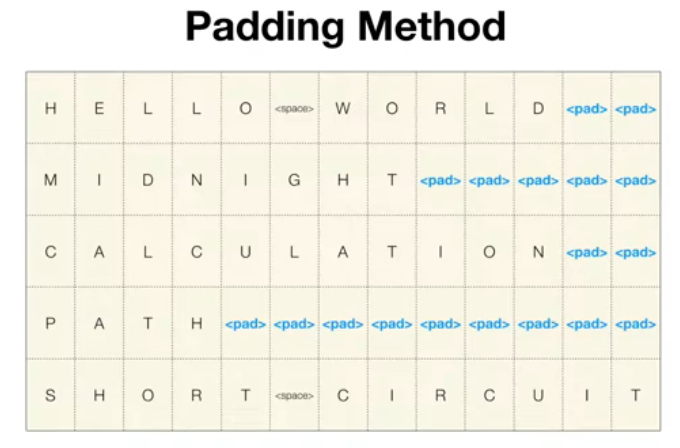 Padding Method
H E L L O <space> W O R L D <pad> <pad>
M I D N I G H T <pad> <pad> <pad> <pad> <pad>
C A L C U L A T I O N <pad> <pad>
P A T H <pad> <pad> <pad> <pad> <pad> <pad> <pad> <pad> <pad>
S H O R T <space> C I R C U I T